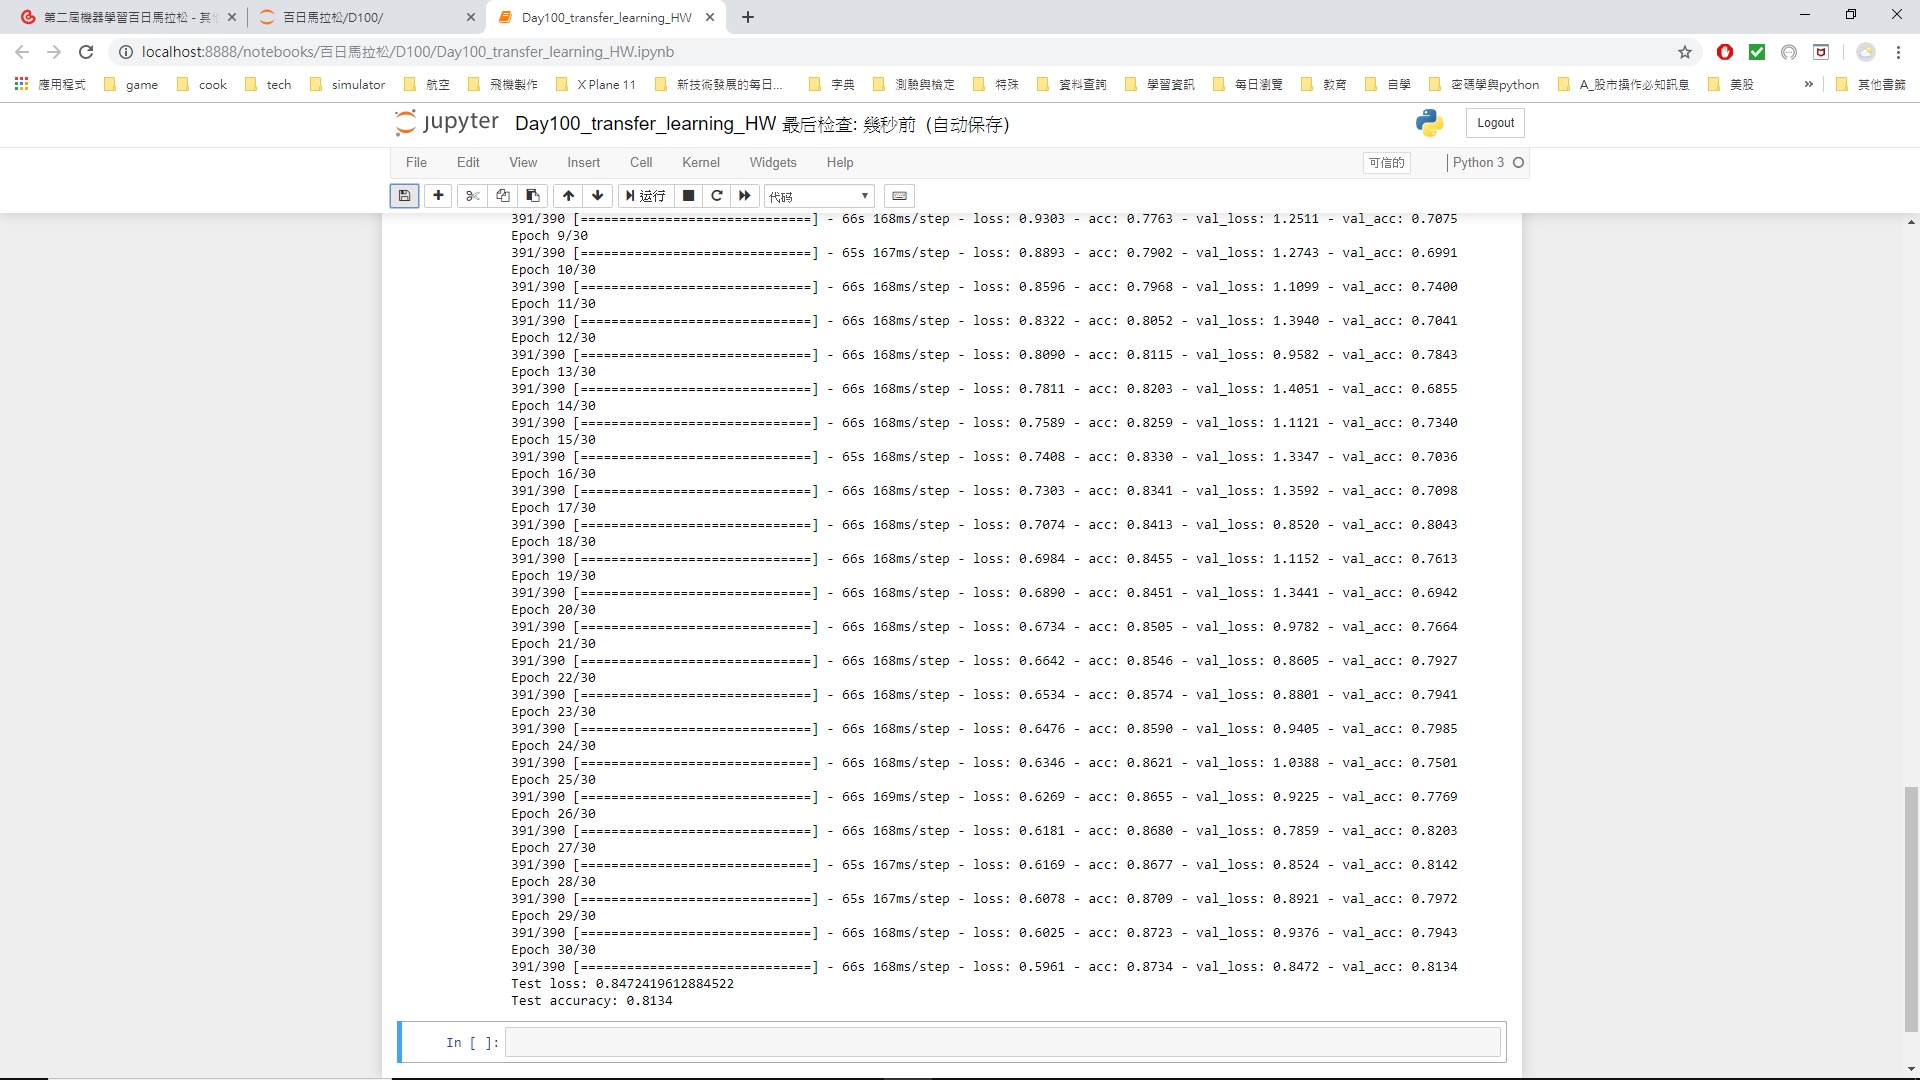 第二屆機器學習百日馬拉松 - 其
百日馬拉松/D100/
Day100_transfer_learning_HW
localhost:8888/notebooks/百日馬拉松/D100/Day100_transfer_learning_HW.ipynb
應用程式 game cook tech simulator 航空 飛機製作 X Plane 11 新技術發展的每日... 字典 測驗與檢定 特殊 資料查詢 學習資訊 每日瀏覽 教育 自學 密碼學與python A_股市操作必知訊息 美股 » 其他書籤
jupyter Day100_transfer_learning_HW 最后检查: 幾秒前 (自动保存) Logout
File Edit View Insert Cell Kernel Widgets Help 可信的 Python 3
运行 代码
391/390 [==============================] - 66s 168ms/step - loss: 0.9303 - acc: 0.7763 - val_loss: 1.2511 - val_acc: 0.7075
Epoch 9/30
391/390 [==============================] - 65s 167ms/step - loss: 0.8893 - acc: 0.7902 - val_loss: 1.2743 - val_acc: 0.6991
Epoch 10/30
391/390 [==============================] - 66s 168ms/step - loss: 0.8596 - acc: 0.7968 - val_loss: 1.1099 - val_acc: 0.7400
Epoch 11/30
391/390 [==============================] - 66s 168ms/step - loss: 0.8322 - acc: 0.8052 - val_loss: 1.3940 - val_acc: 0.7041
Epoch 12/30
391/390 [==============================] - 66s 168ms/step - loss: 0.8090 - acc: 0.8115 - val_loss: 0.9582 - val_acc: 0.7843
Epoch 13/30
391/390 [==============================] - 66s 168ms/step - loss: 0.7811 - acc: 0.8203 - val_loss: 1.4051 - val_acc: 0.6855
Epoch 14/30
391/390 [==============================] - 66s 168ms/step - loss: 0.7589 - acc: 0.8259 - val_loss: 1.1121 - val_acc: 0.7340
Epoch 15/30
391/390 [==============================] - 65s 168ms/step - loss: 0.7408 - acc: 0.8330 - val_loss: 1.3347 - val_acc: 0.7036
Epoch 16/30
391/390 [==============================] - 66s 168ms/step - loss: 0.7303 - acc: 0.8341 - val_loss: 1.3592 - val_acc: 0.7098
Epoch 17/30
391/390 [==============================] - 66s 168ms/step - loss: 0.7074 - acc: 0.8413 - val_loss: 0.8520 - val_acc: 0.8043
Epoch 18/30
391/390 [==============================] - 66s 168ms/step - loss: 0.6984 - acc: 0.8455 - val_loss: 1.1152 - val_acc: 0.7613
Epoch 19/30
391/390 [==============================] - 66s 168ms/step - loss: 0.6890 - acc: 0.8451 - val_loss: 1.3441 - val_acc: 0.6942
Epoch 20/30
391/390 [==============================] - 66s 168ms/step - loss: 0.6734 - acc: 0.8505 - val_loss: 0.9782 - val_acc: 0.7664
Epoch 21/30
391/390 [==============================] - 66s 168ms/step - loss: 0.6642 - acc: 0.8546 - val_loss: 0.8605 - val_acc: 0.7927
Epoch 22/30
391/390 [==============================] - 66s 168ms/step - loss: 0.6534 - acc: 0.8574 - val_loss: 0.8801 - val_acc: 0.7941
Epoch 23/30
391/390 [==============================] - 66s 168ms/step - loss: 0.6476 - acc: 0.8590 - val_loss: 0.9405 - val_acc: 0.7985
Epoch 24/30
391/390 [==============================] - 66s 168ms/step - loss: 0.6346 - acc: 0.8621 - val_loss: 1.0388 - val_acc: 0.7501
Epoch 25/30
391/390 [==============================] - 66s 169ms/step - loss: 0.6269 - acc: 0.8655 - val_loss: 0.9225 - val_acc: 0.7769
Epoch 26/30
391/390 [==============================] - 66s 168ms/step - loss: 0.6181 - acc: 0.8680 - val_loss: 0.7859 - val_acc: 0.8203
Epoch 27/30
391/390 [==============================] - 65s 167ms/step - loss: 0.6169 - acc: 0.8677 - val_loss: 0.8524 - val_acc: 0.8142
Epoch 28/30
391/390 [==============================] - 65s 167ms/step - loss: 0.6078 - acc: 0.8709 - val_loss: 0.8921 - val_acc: 0.7972
Epoch 29/30
391/390 [==============================] - 66s 168ms/step - loss: 0.6025 - acc: 0.8723 - val_loss: 0.9376 - val_acc: 0.7943
Epoch 30/30
391/390 [==============================] - 66s 168ms/step - loss: 0.5961 - acc: 0.8734 - val_loss: 0.8472 - val_acc: 0.8134
Test loss: 0.8472419612884522
Test accuracy: 0.8134
In [ ]: